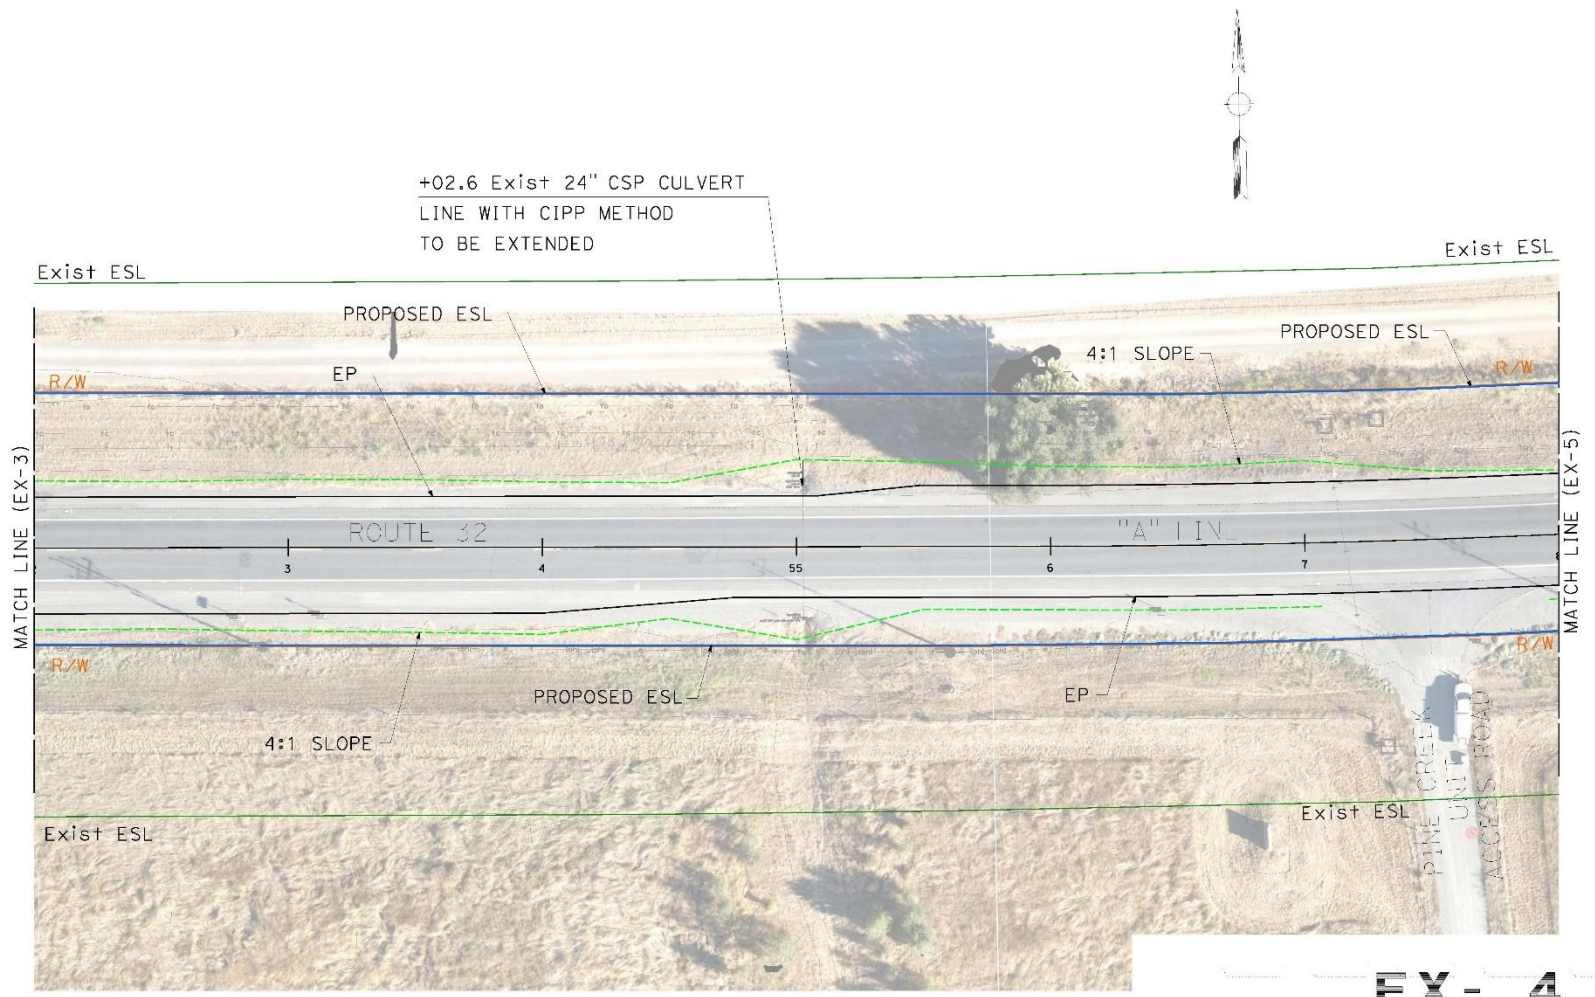 +02.6 Exist 24" CSP CULVERT
LINE WITH CIPP METHOD
TO BE EXTENDED
Exist ESL
Exist ESL
PROPOSED ESL
PROPOSED ESL
4:1 SLOPE
EP
R/W
R/W
MATCH LINE (EX-3)
MATCH LINE (EX-5)
ROUTE 32
"A" LINE
3
4
55
6
7
R/W
R/W
PROPOSED ESL
EP
4:1 SLOPE
PINE CREEK
UNIT
ACCESS ROAD
Exist ESL
Exist ESL
EX- 4